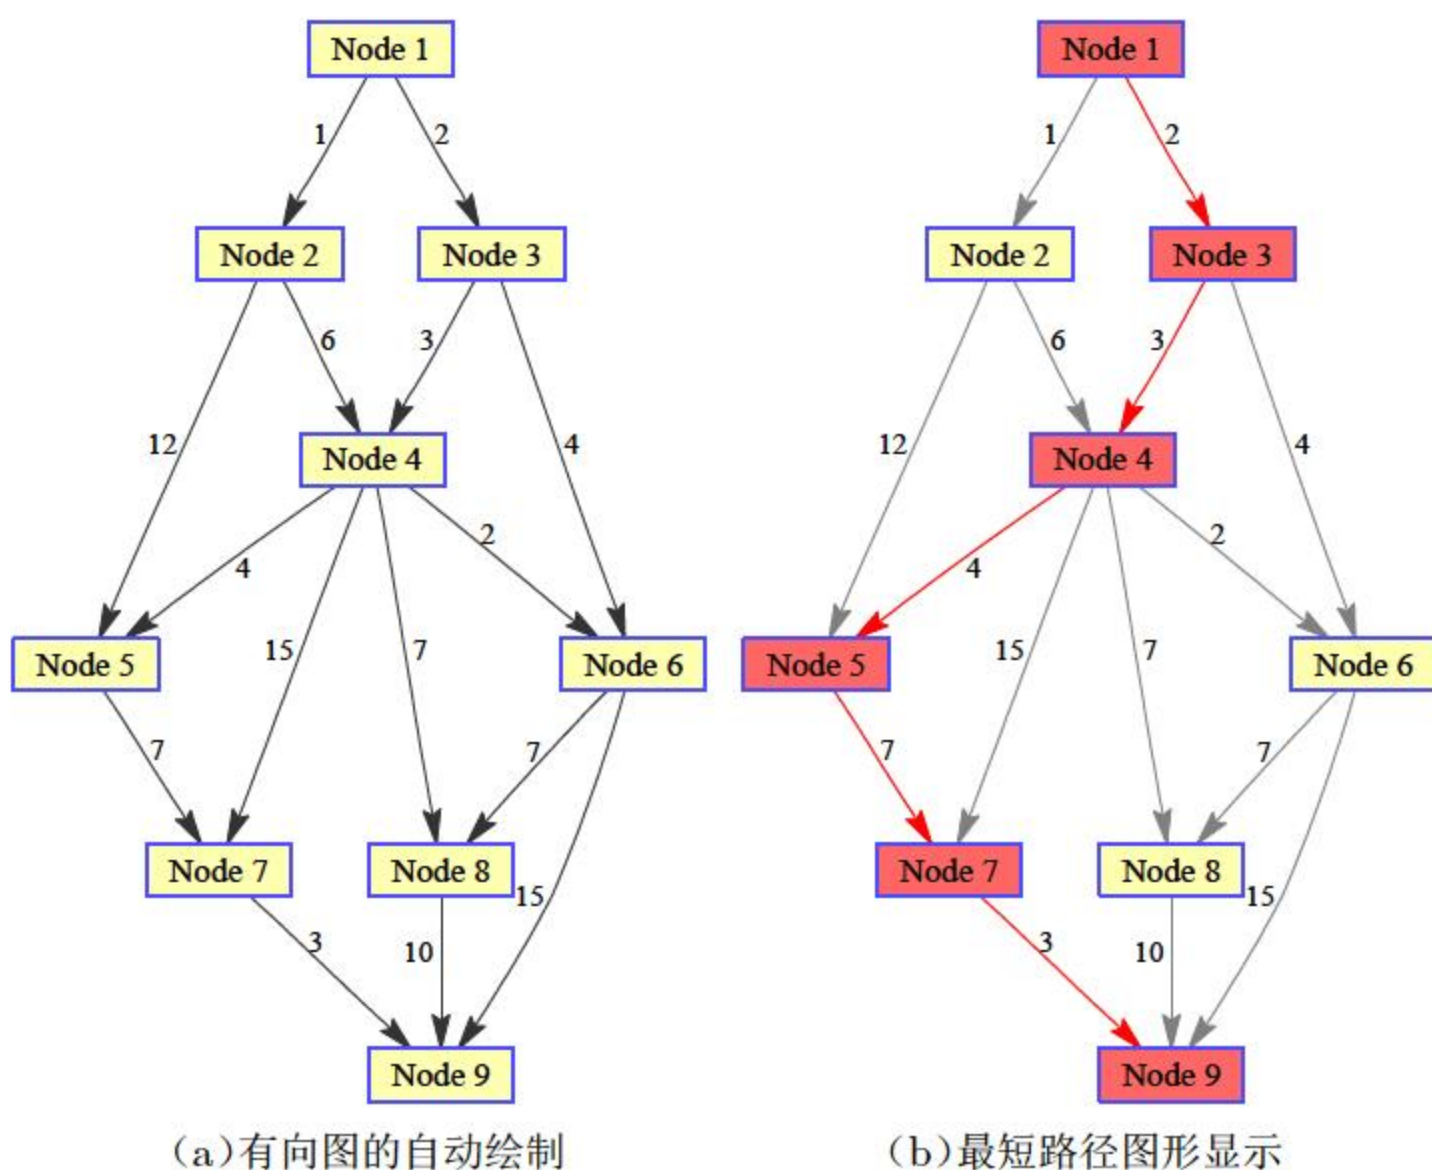 Node 1 Node 1
1 2 1 2
Node 2 Node 3 Node 2 Node 3
6 3 6 3
12 4 12 4
Node 4 Node 4
2 2
4 4
15 7 15 7
Node 5 Node 6 Node 5 Node 6
7 7 7 7
Node 7 Node 8 Node 7 Node 8
15 15
3 10 3 10
Node 9 Node 9
(a)有向图的自动绘制 (b)最短路径图形显示